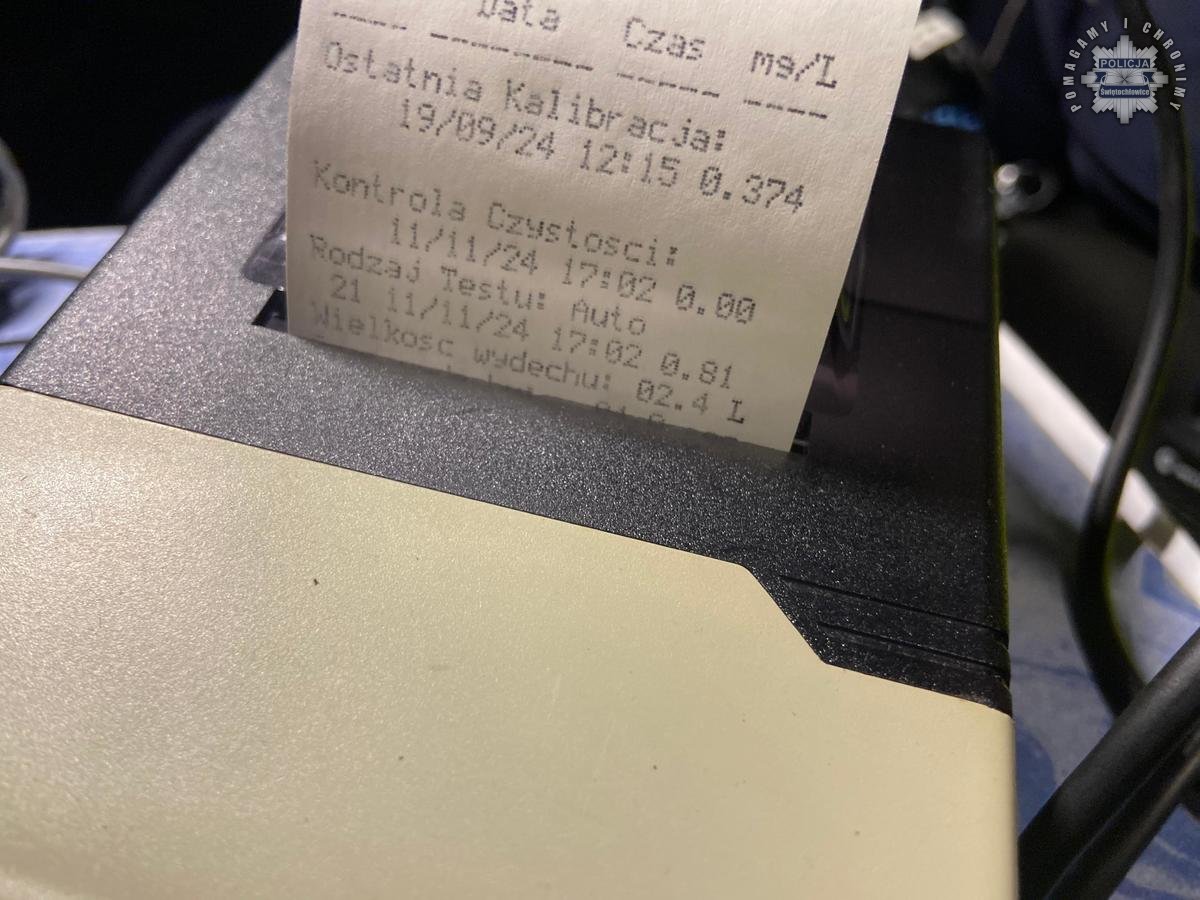 Data Czas mg/L
Ostatnia Kalibracja:
19/09/24 12:15 0.374
Kontrola Czystosci:
11/11/24 17:02 0.00
Rodzaj Testu: Auto
21 11/11/24 17:02 0.81
Wielkosc wydechu: 02.4 L
POMAGAMY I CHRONIMY
POLICJA
Świętochłowice